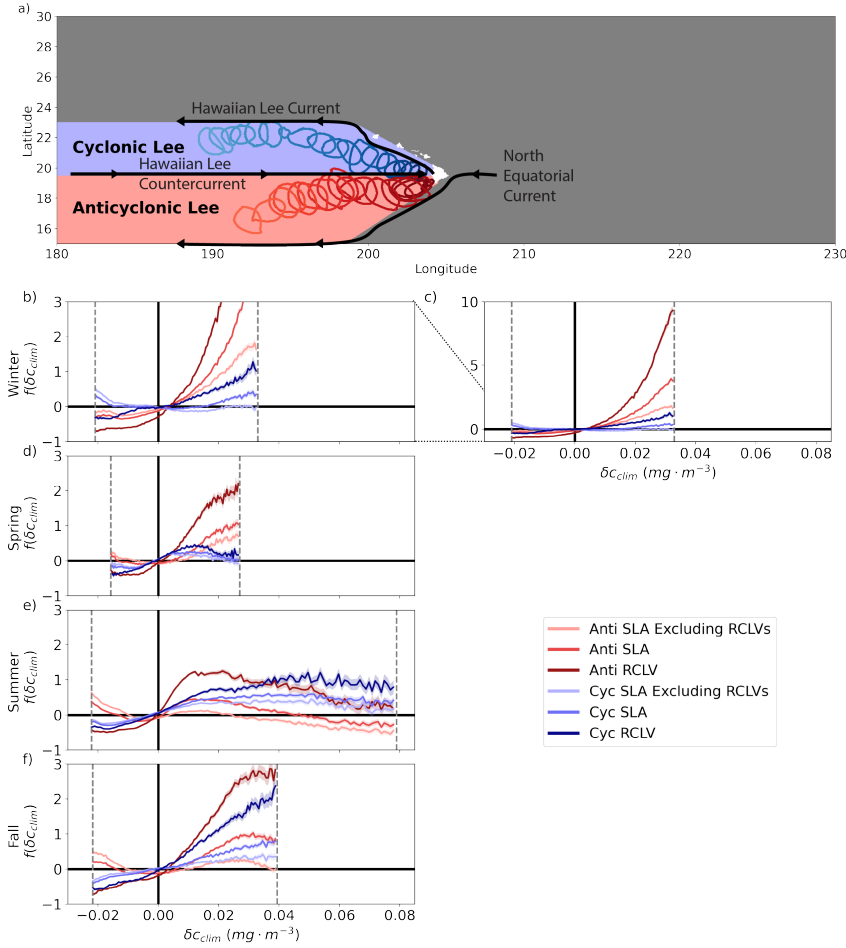 a)
30
28
26
24
22
20
18
16
Latitude
Hawaiian Lee Current
Cyclonic Lee
Hawaiian Lee
Countercurrent
Anticyclonic Lee
North
Equatorial
Current
180
190
200
210
220
230
Longitude
b)
3
2
1
0
−1
Winter
f(δc_clim)
c)
10
5
0
−0.02
0.00
0.02
0.04
0.06
0.08
δc_clim (mg · m⁻³)
d)
3
2
1
0
−1
Spring
f(δc_clim)
e)
3
2
1
0
−1
Summer
f(δc_clim)
f)
3
2
1
0
−1
Fall
f(δc_clim)
−0.02
0.00
0.02
0.04
0.06
0.08
δc_clim (mg · m⁻³)
Anti SLA Excluding RCLVs
Anti SLA
Anti RCLV
Cyc SLA Excluding RCLVs
Cyc SLA
Cyc RCLV